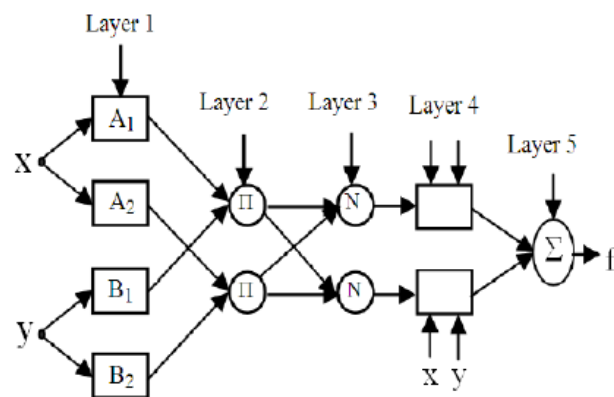 Layer 1
Layer 2
Layer 3
Layer 4
Layer 5
x
A1
A2
y
B1
B2
Π
Π
N
N
Σ
f
x y